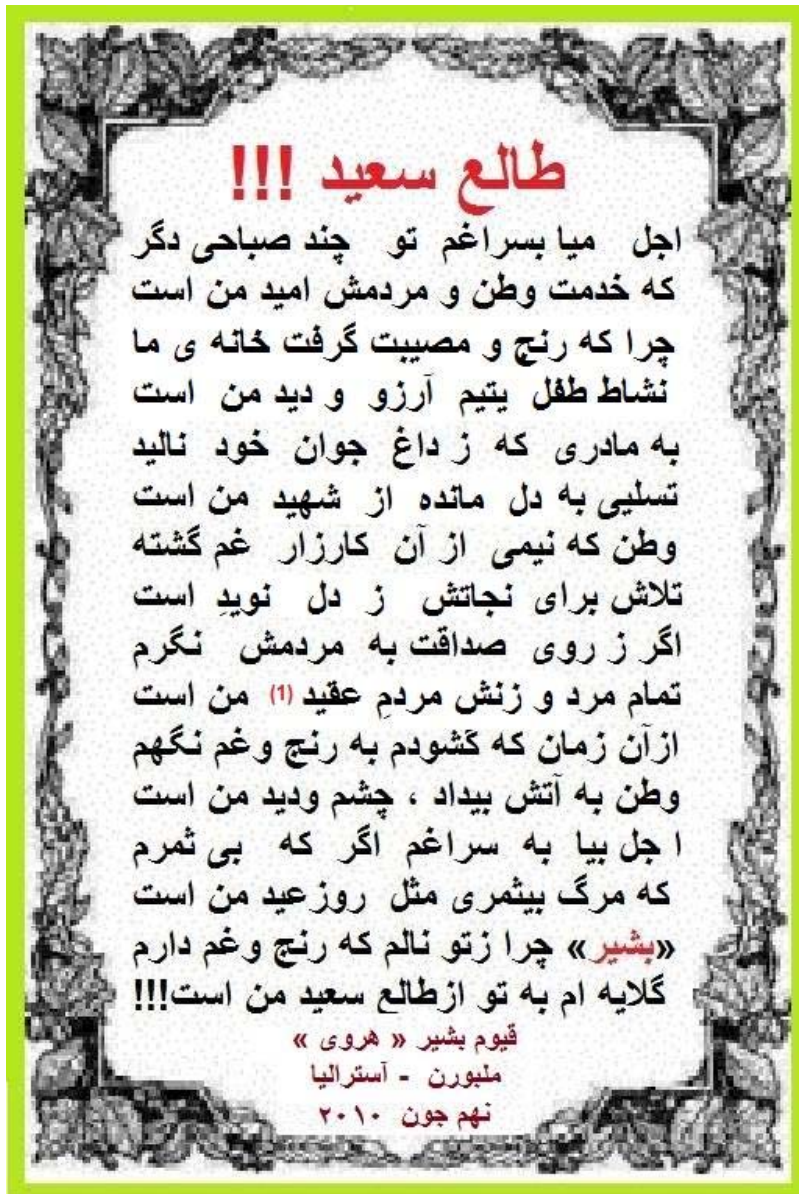 طالع سعید !!!
اجل میا بسراغم تو چند صباحی دگر
که خدمت وطن و مردمش امید من است
چرا که رنج و مصیبت گرفت خانه ی ما
نشاط طفل یتیم آرزو و دید من است
به مادری که ز داغ جوان خود نالید
تسلیی به دل مانده از شهید من است
وطن که نیمی از آن کارزار غم گشته
تلاش برای نجاتش ز دل نویدِ است
اگر ز روی صداقت به مردمش نگرم
تمام مرد و زنش مردمِ عقید (1) من است
ازآن زمان که گشودم به رنج وغم نگهم
وطن به آتش بیداد ، چشم ودید من است
ا جل بیا به سراغم اگر که بی ثمرم
که مرگ بیثمری مثل روزعید من است
«بشیر» چرا زتو نالم که رنج وغم دارم
گلایه ام به تو ازطالع سعید من است!!!
قیوم بشیر « هروی »
ملبورن - آسترالیا
نهم جون ۲۰۱۰